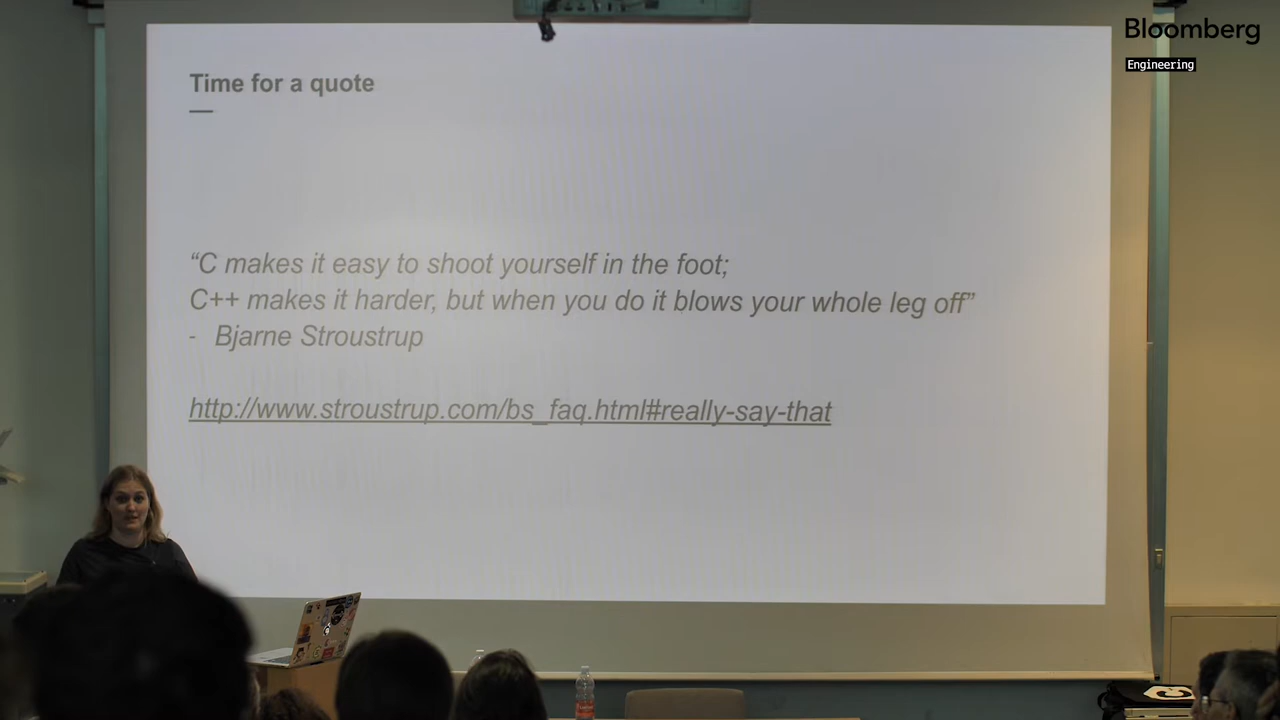 Bloomberg
Engineering
Time for a quote
“C makes it easy to shoot yourself in the foot;
C++ makes it harder, but when you do it blows your whole leg off”
- Bjarne Stroustrup
http://www.stroustrup.com/bs_faq.html#really-say-that